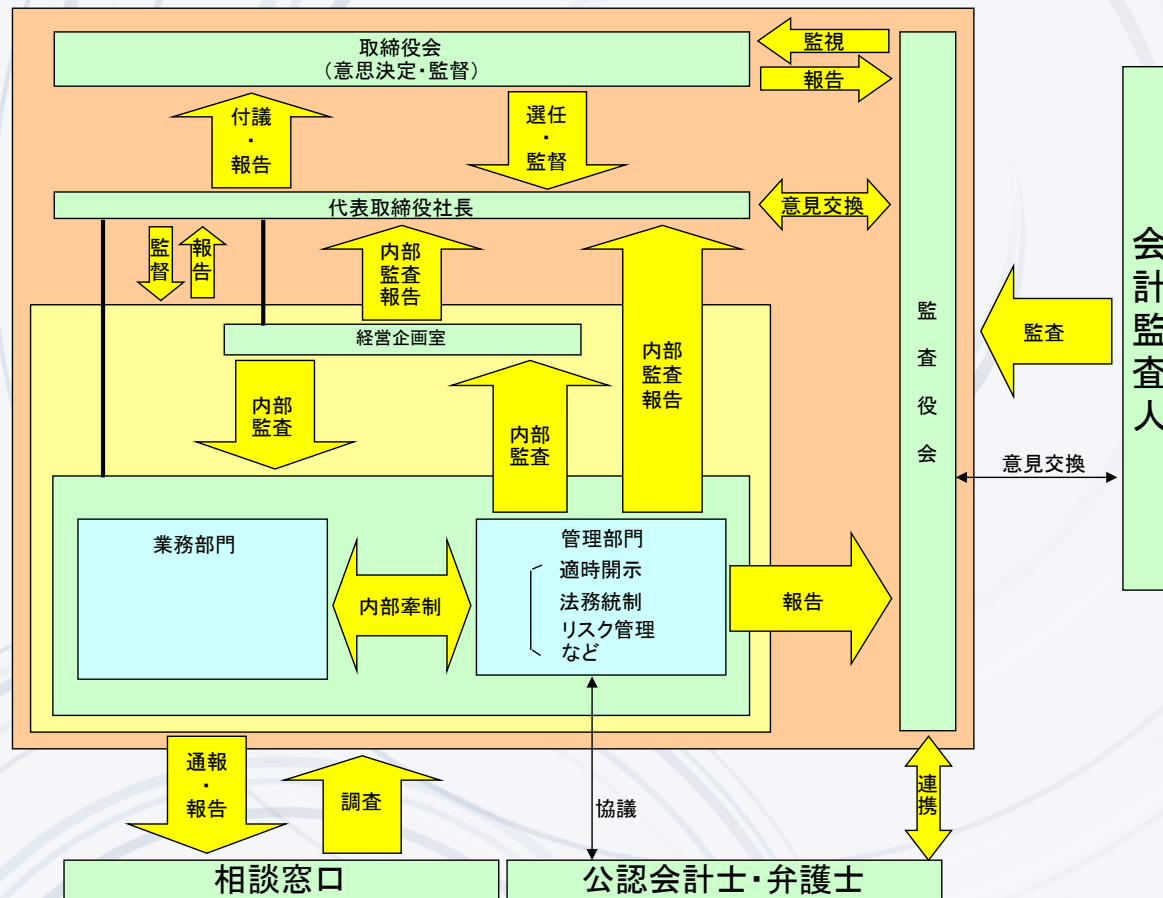 取締役会
（意思決定・監督）
監視
報告
付議
・
報告
選任
・
監督
代表取締役社長
意見交換
監督
報告
内部
監査
報告
経営企画室
内部
監査
内部
監査
内部
監査
報告
監査役会
監査
会計監査人
意見交換
業務部門
内部牽制
管理部門
適時開示
法務統制
リスク管理
など
報告
通報
・
報告
調査
協議
連携
相談窓口
公認会計士・弁護士